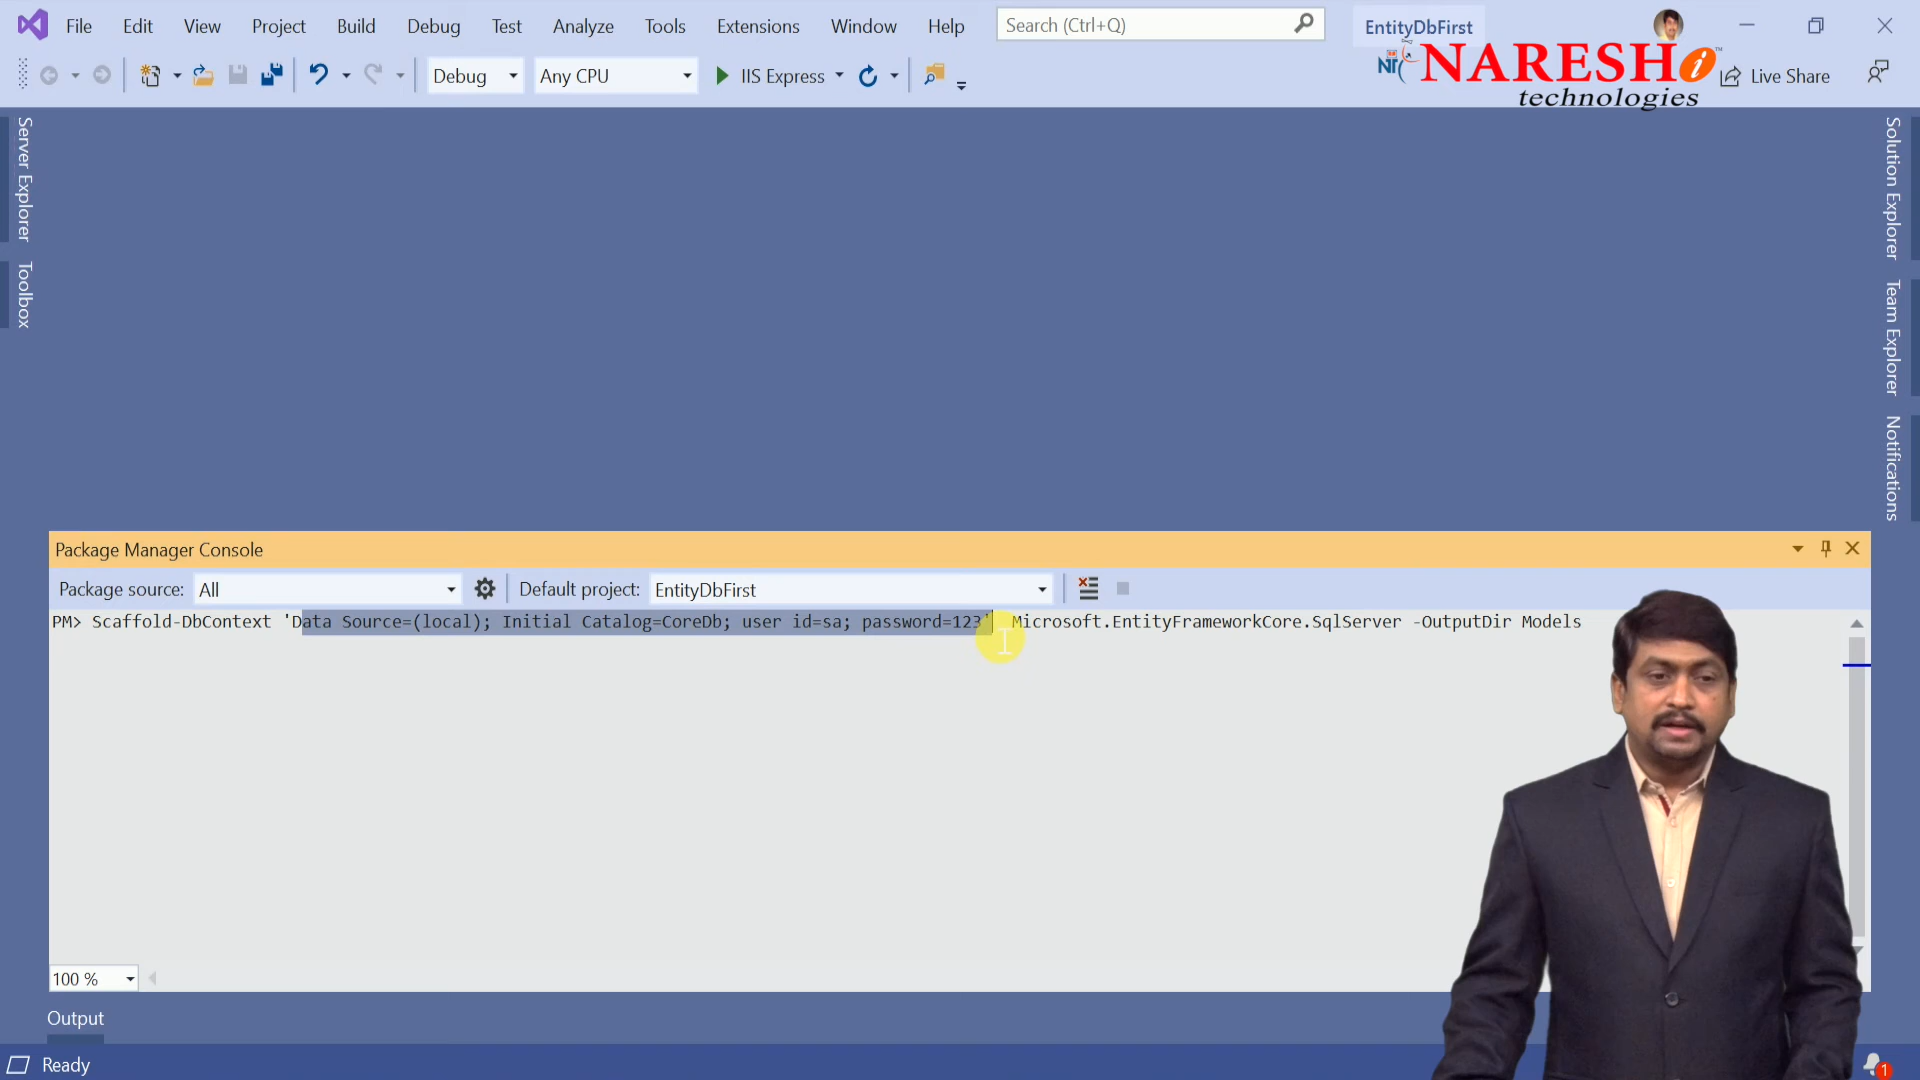 File Edit View Project Build Debug Test Analyze Tools Extensions Window Help Search (Ctrl+Q) EntityDbFirst
Debug Any CPU IIS Express Live Share
NT NARESH i
technologies
Server Explorer
Toolbox
Solution Explorer
Team Explorer
Notifications
Package Manager Console
Package source: All Default project: EntityDbFirst
PM> Scaffold-DbContext 'Data Source=(local); Initial Catalog=CoreDb; user id=sa; password=123' Microsoft.EntityFrameworkCore.SqlServer -OutputDir Models
100 %
Output
Ready
1